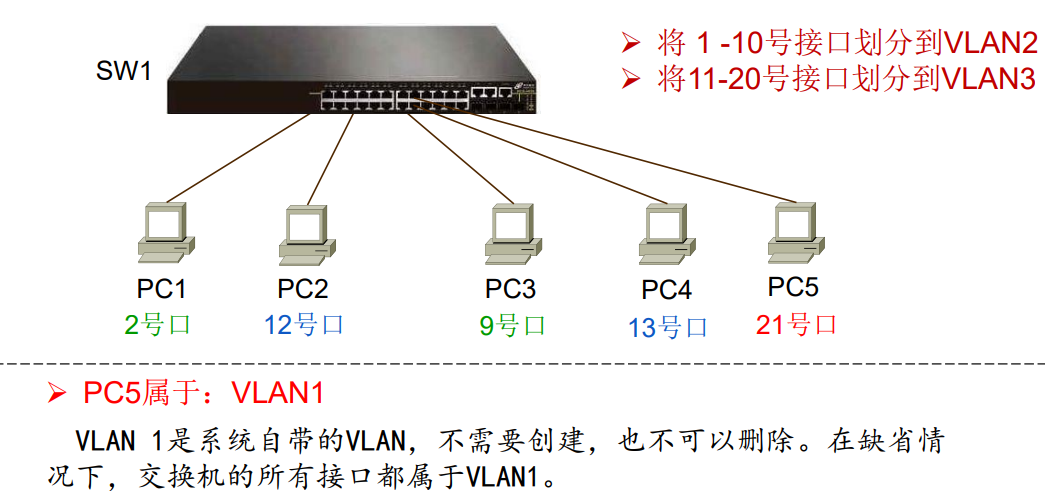 SW1
➢ 将 1 -10号接口划分到VLAN2
➢ 将11-20号接口划分到VLAN3
PC1
PC2
PC3
PC4
PC5
2号口
12号口
9号口
13号口
21号口
➢ PC5属于：VLAN1
VLAN 1是系统自带的VLAN，不需要创建，也不可以删除。在缺省情
况下，交换机的所有接口都属于VLAN1。